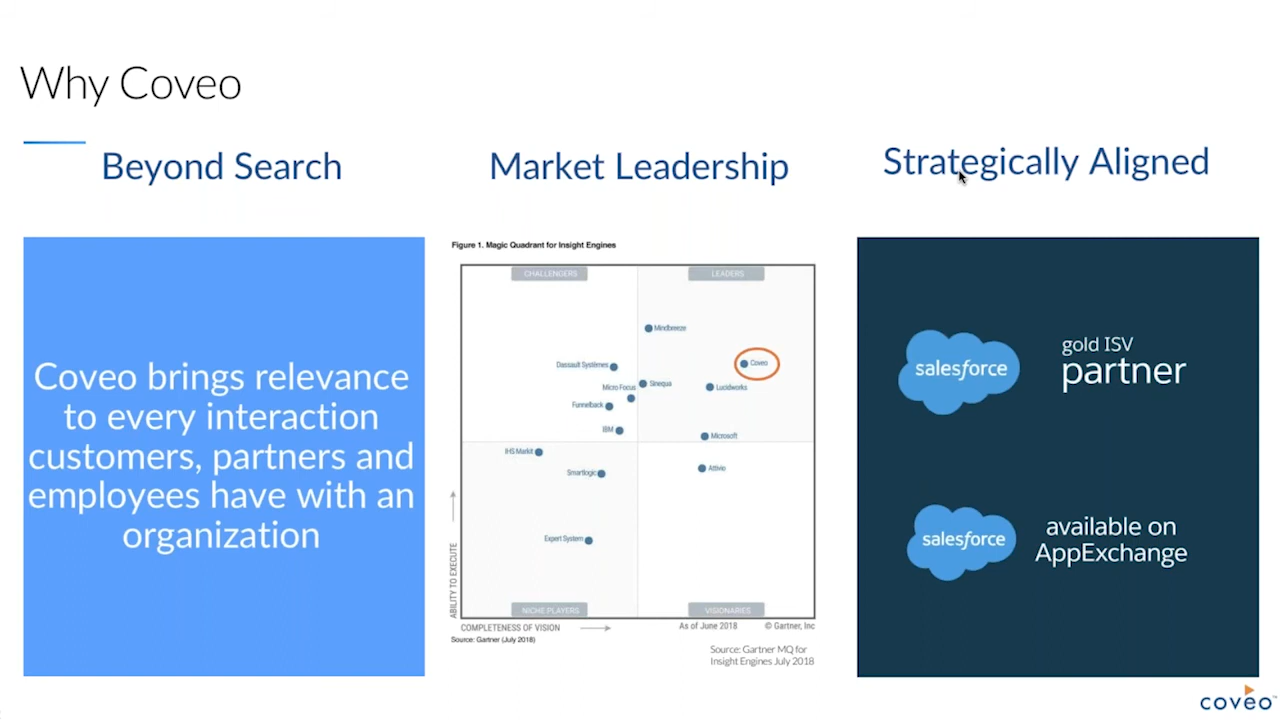 Why Coveo
Beyond Search
Coveo brings relevance
to every interaction
customers, partners and
employees have with an
organization
Market Leadership
Figure 1. Magic Quadrant for Insight Engines
CHALLENGERS
LEADERS
Mindbreeze
Coveo
Dassault Systèmes
Sinequa
Micro Focus
Lucidworks
Funnelback
IBM
Microsoft
IHS Markit
Attivio
Smartlogic
Expert System
NICHE PLAYERS
VISIONARIES
ABILITY TO EXECUTE
COMPLETENESS OF VISION
As of June 2018
© Gartner, Inc
Source: Gartner (July 2018)
Source: Gartner MQ for
Insight Engines July 2018
Strategically Aligned
salesforce
gold ISV
partner
salesforce
available on
AppExchange
coveo™